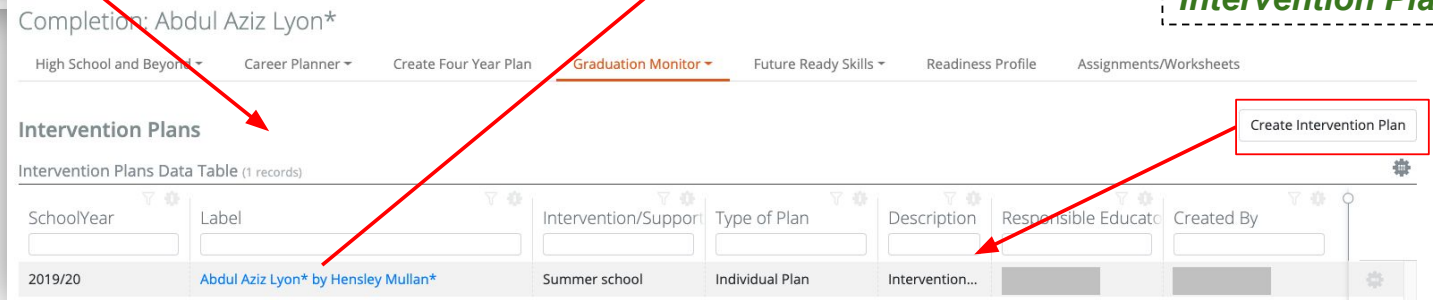 Intervention Pla
Completion: Abdul Aziz Lyon*
High School and Beyond Career Planner Create Four Year Plan Graduation Monitor Future Ready Skills Readiness Profile Assignments/Worksheets
Intervention Plans
Create Intervention Plan
Intervention Plans Data Table (1 records)
SchoolYear Label Intervention/Support Type of Plan Description Responsible Educato Created By
2019/20 Abdul Aziz Lyon* by Hensley Mullan* Summer school Individual Plan Intervention...